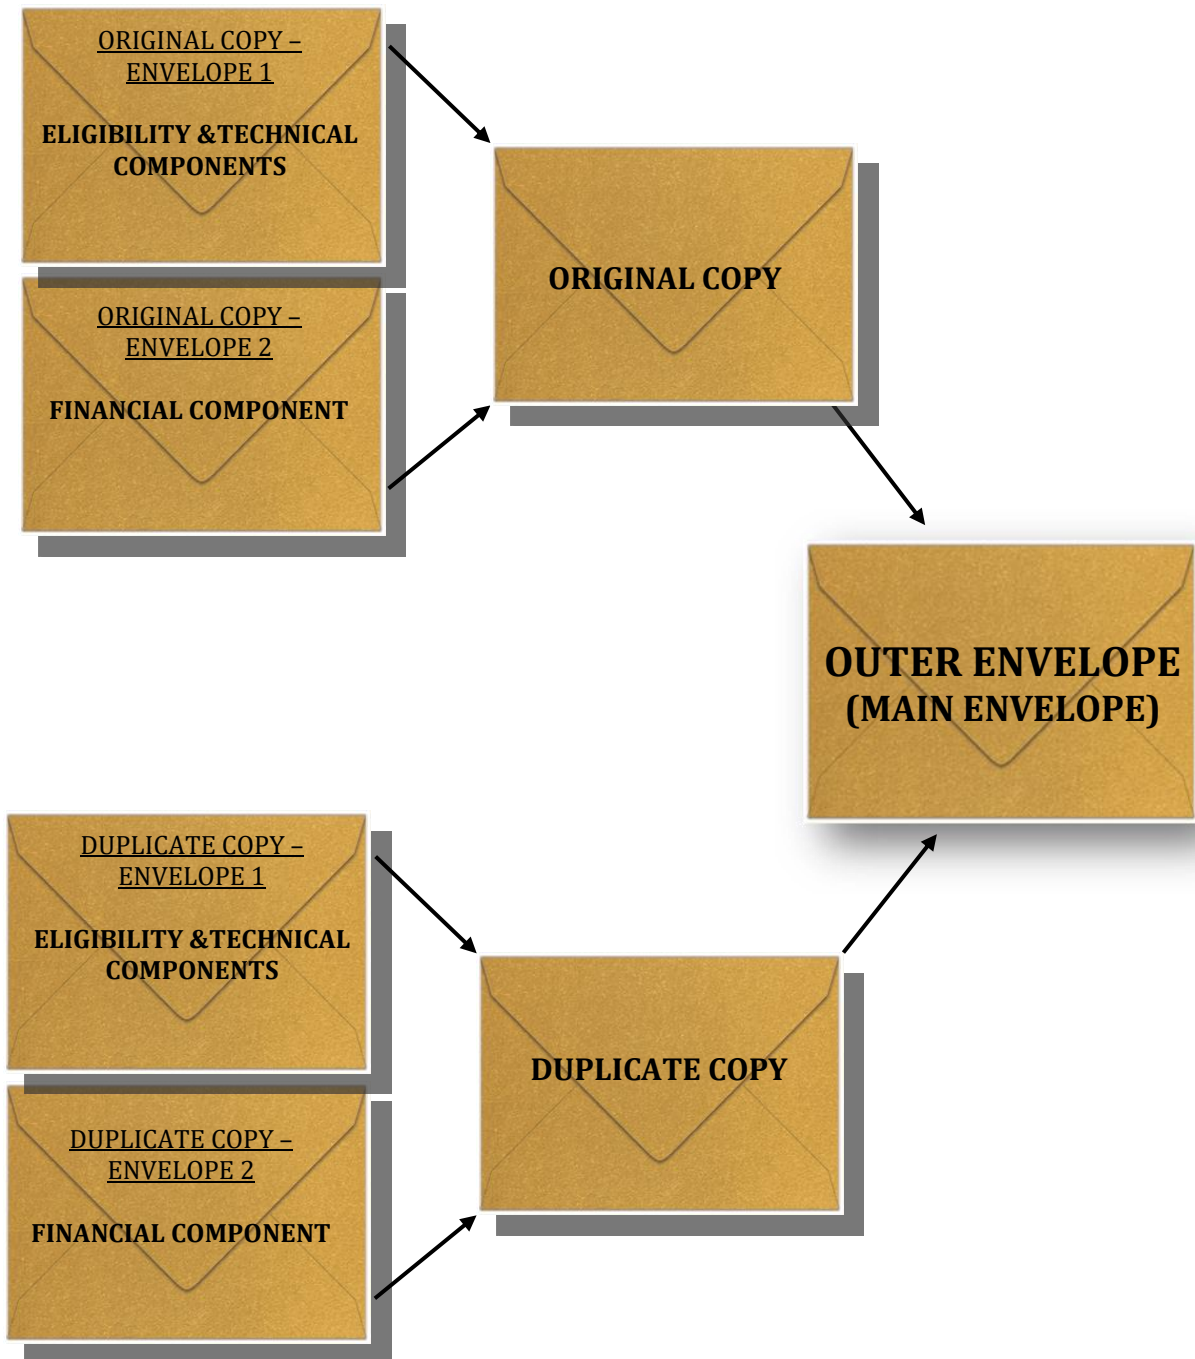 ORIGINAL COPY –
ENVELOPE 1
ELIGIBILITY &TECHNICAL
COMPONENTS
ORIGINAL COPY –
ENVELOPE 2
FINANCIAL COMPONENT
ORIGINAL COPY
OUTER ENVELOPE
(MAIN ENVELOPE)
DUPLICATE COPY –
ENVELOPE 1
ELIGIBILITY &TECHNICAL
COMPONENTS
DUPLICATE COPY –
ENVELOPE 2
FINANCIAL COMPONENT
DUPLICATE COPY